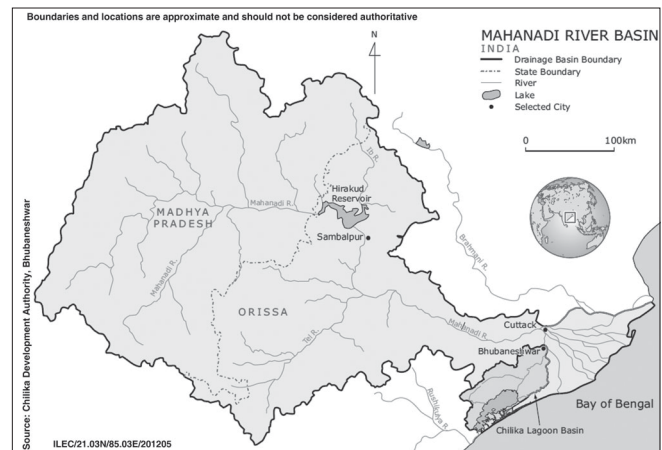 Boundaries and locations are approximate and should not be considered authoritative
N
MAHANADI RIVER BASIN
INDIA
Drainage Basin Boundary
State Boundary
River
Lake
Selected City
0 100km
Ib R.
Hirakud
Reservoir
Mahanadi R.
MADHYA
PRADESH
Sambalpur
Brahmani R.
Mahanadi R.
ORISSA
Tel R.
Mahanadi R.
Cuttack
Bhubaneshwar
Rushikulya R.
Bay of Bengal
Chilika Lagoon Basin
Source: Chilika Development Authority, Bhubaneshwar
ILEC/21.03N/85.03E/201205